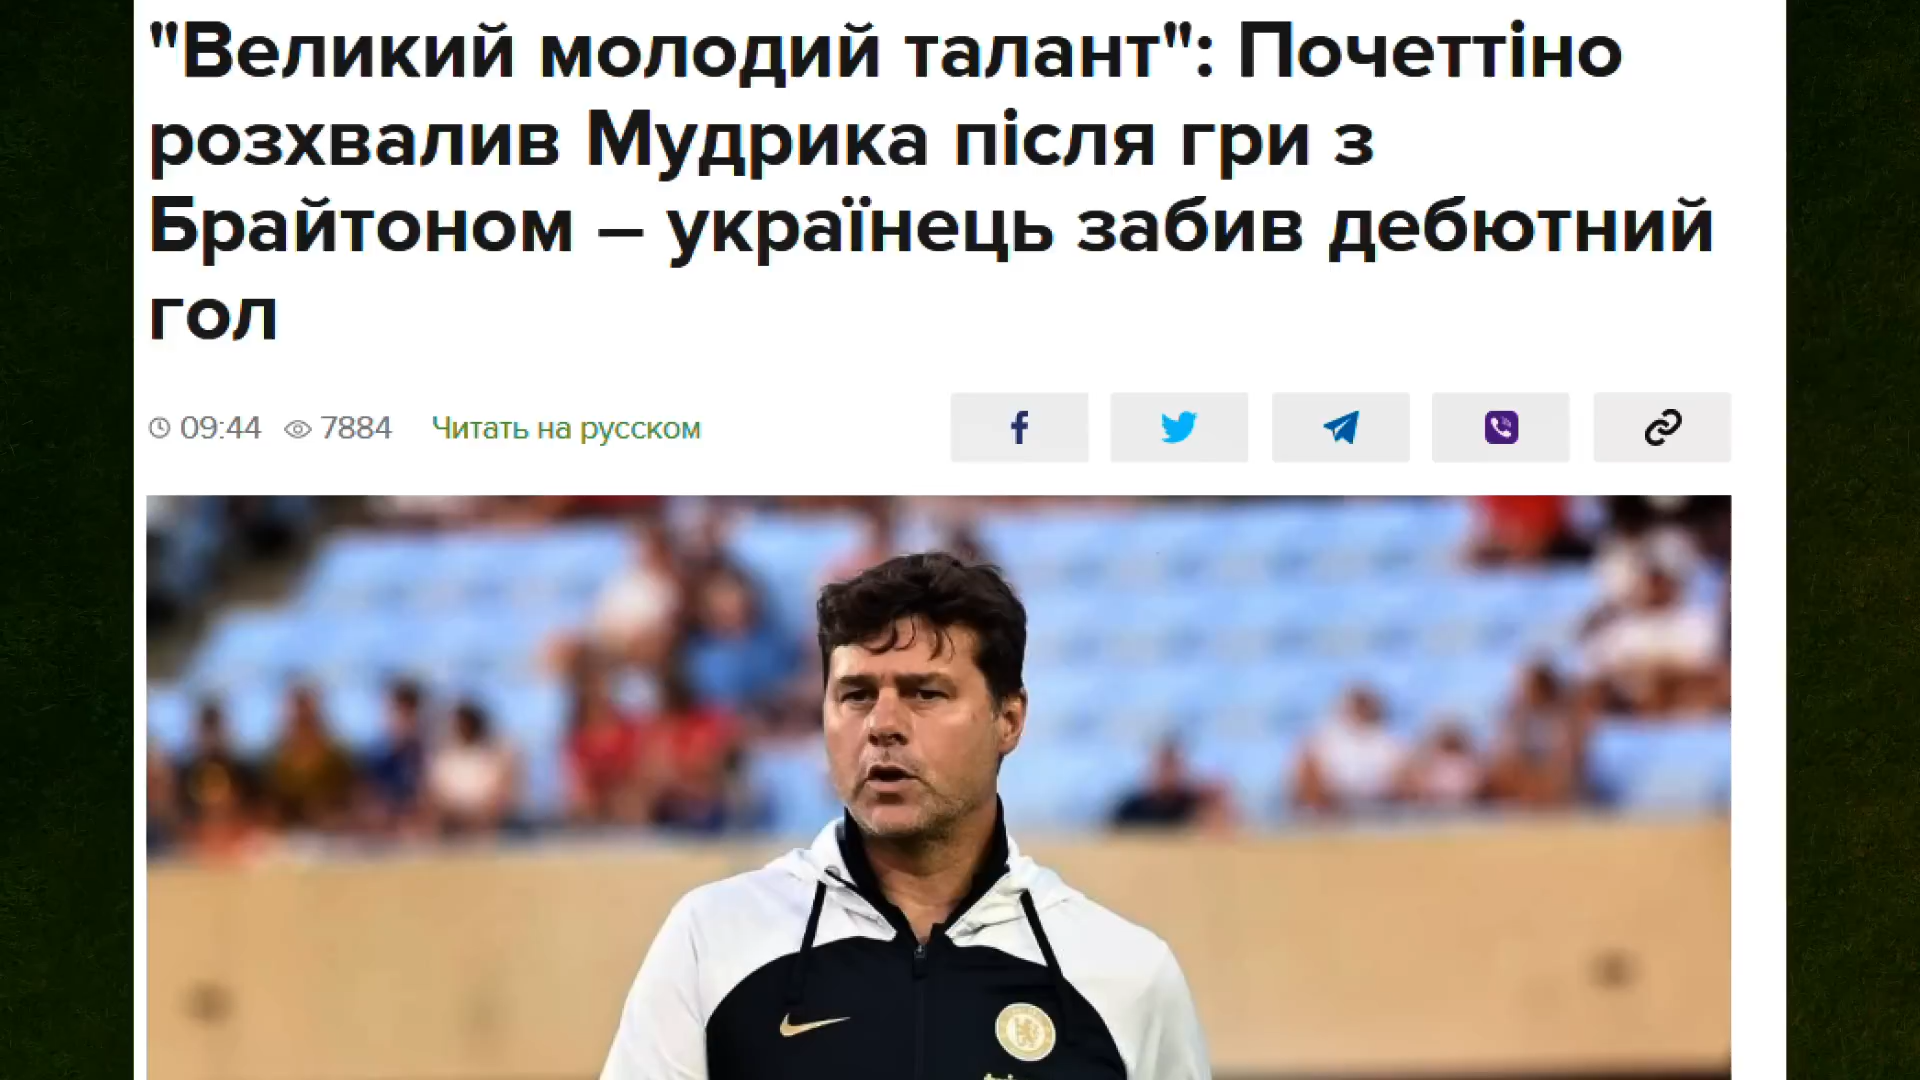 "Великий молодий талант": Почеттіно
розхвалив Мудрика після гри з
Брайтоном – українець забив дебютний
гол
09:44 7884 Читать на русском